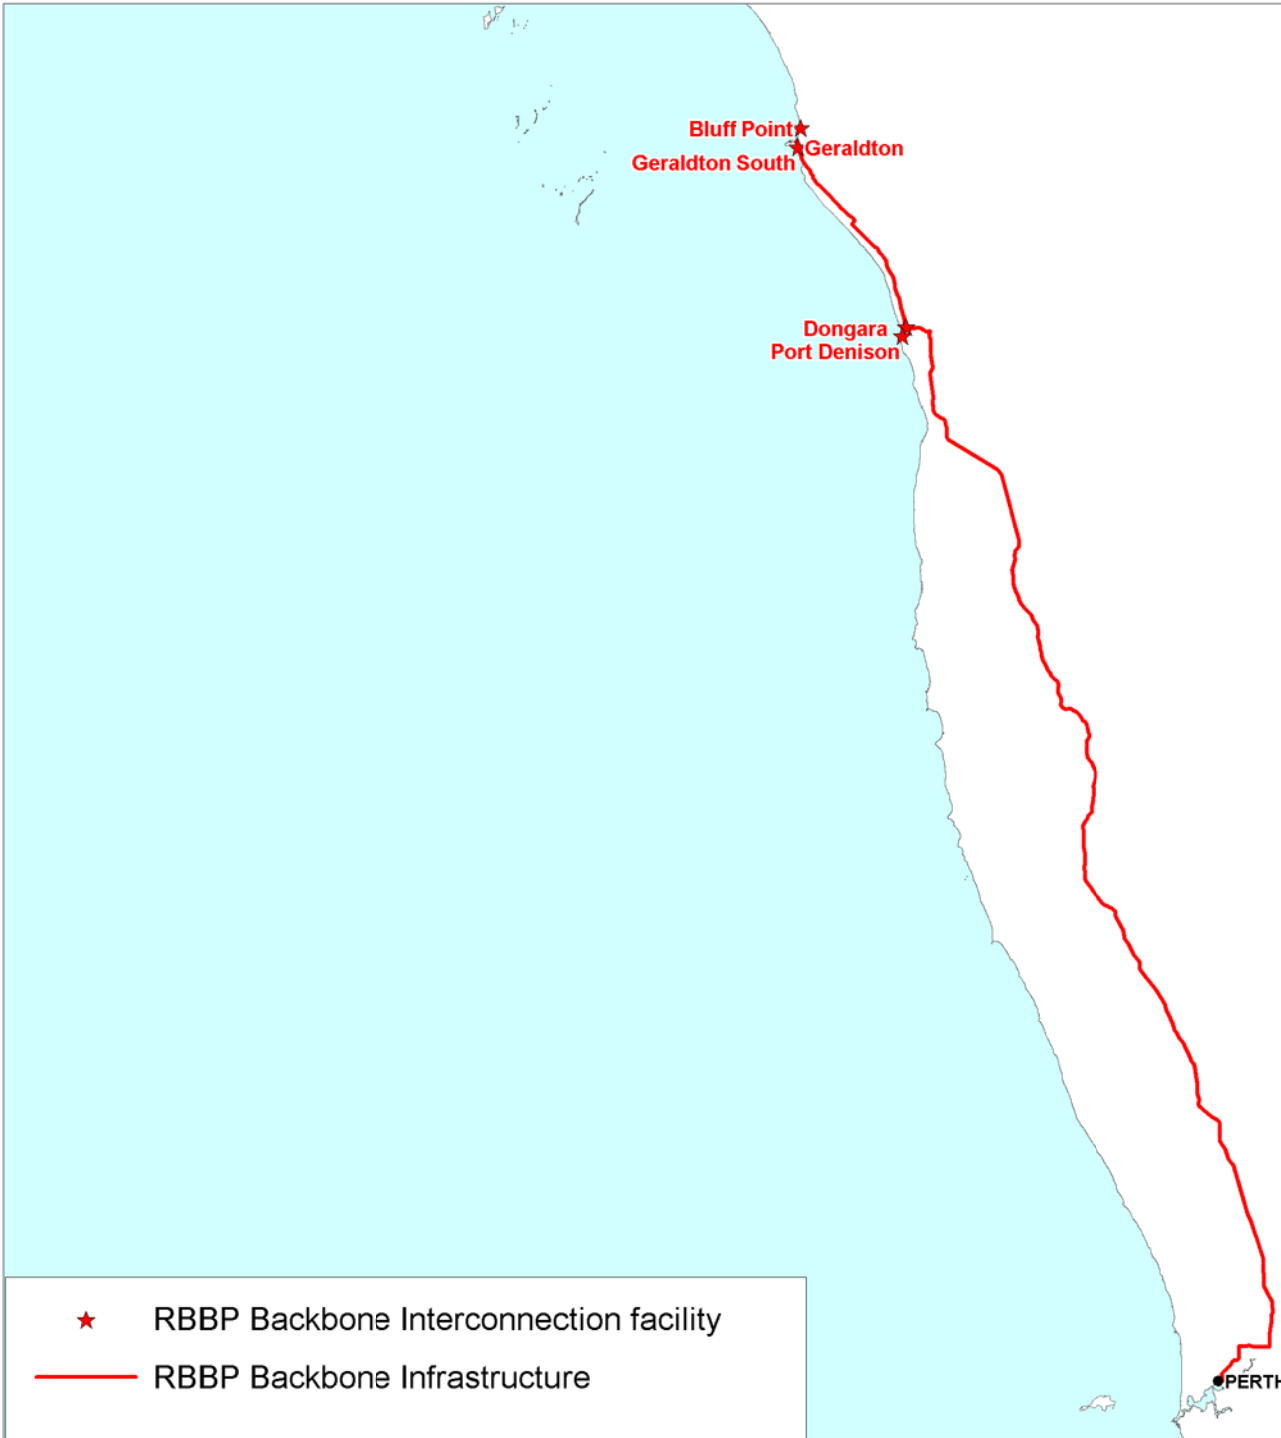 Bluff Point
Geraldton
Geraldton South
Dongara
Port Denison
RBBP Backbone Interconnection facility
RBBP Backbone Infrastructure
PERTH